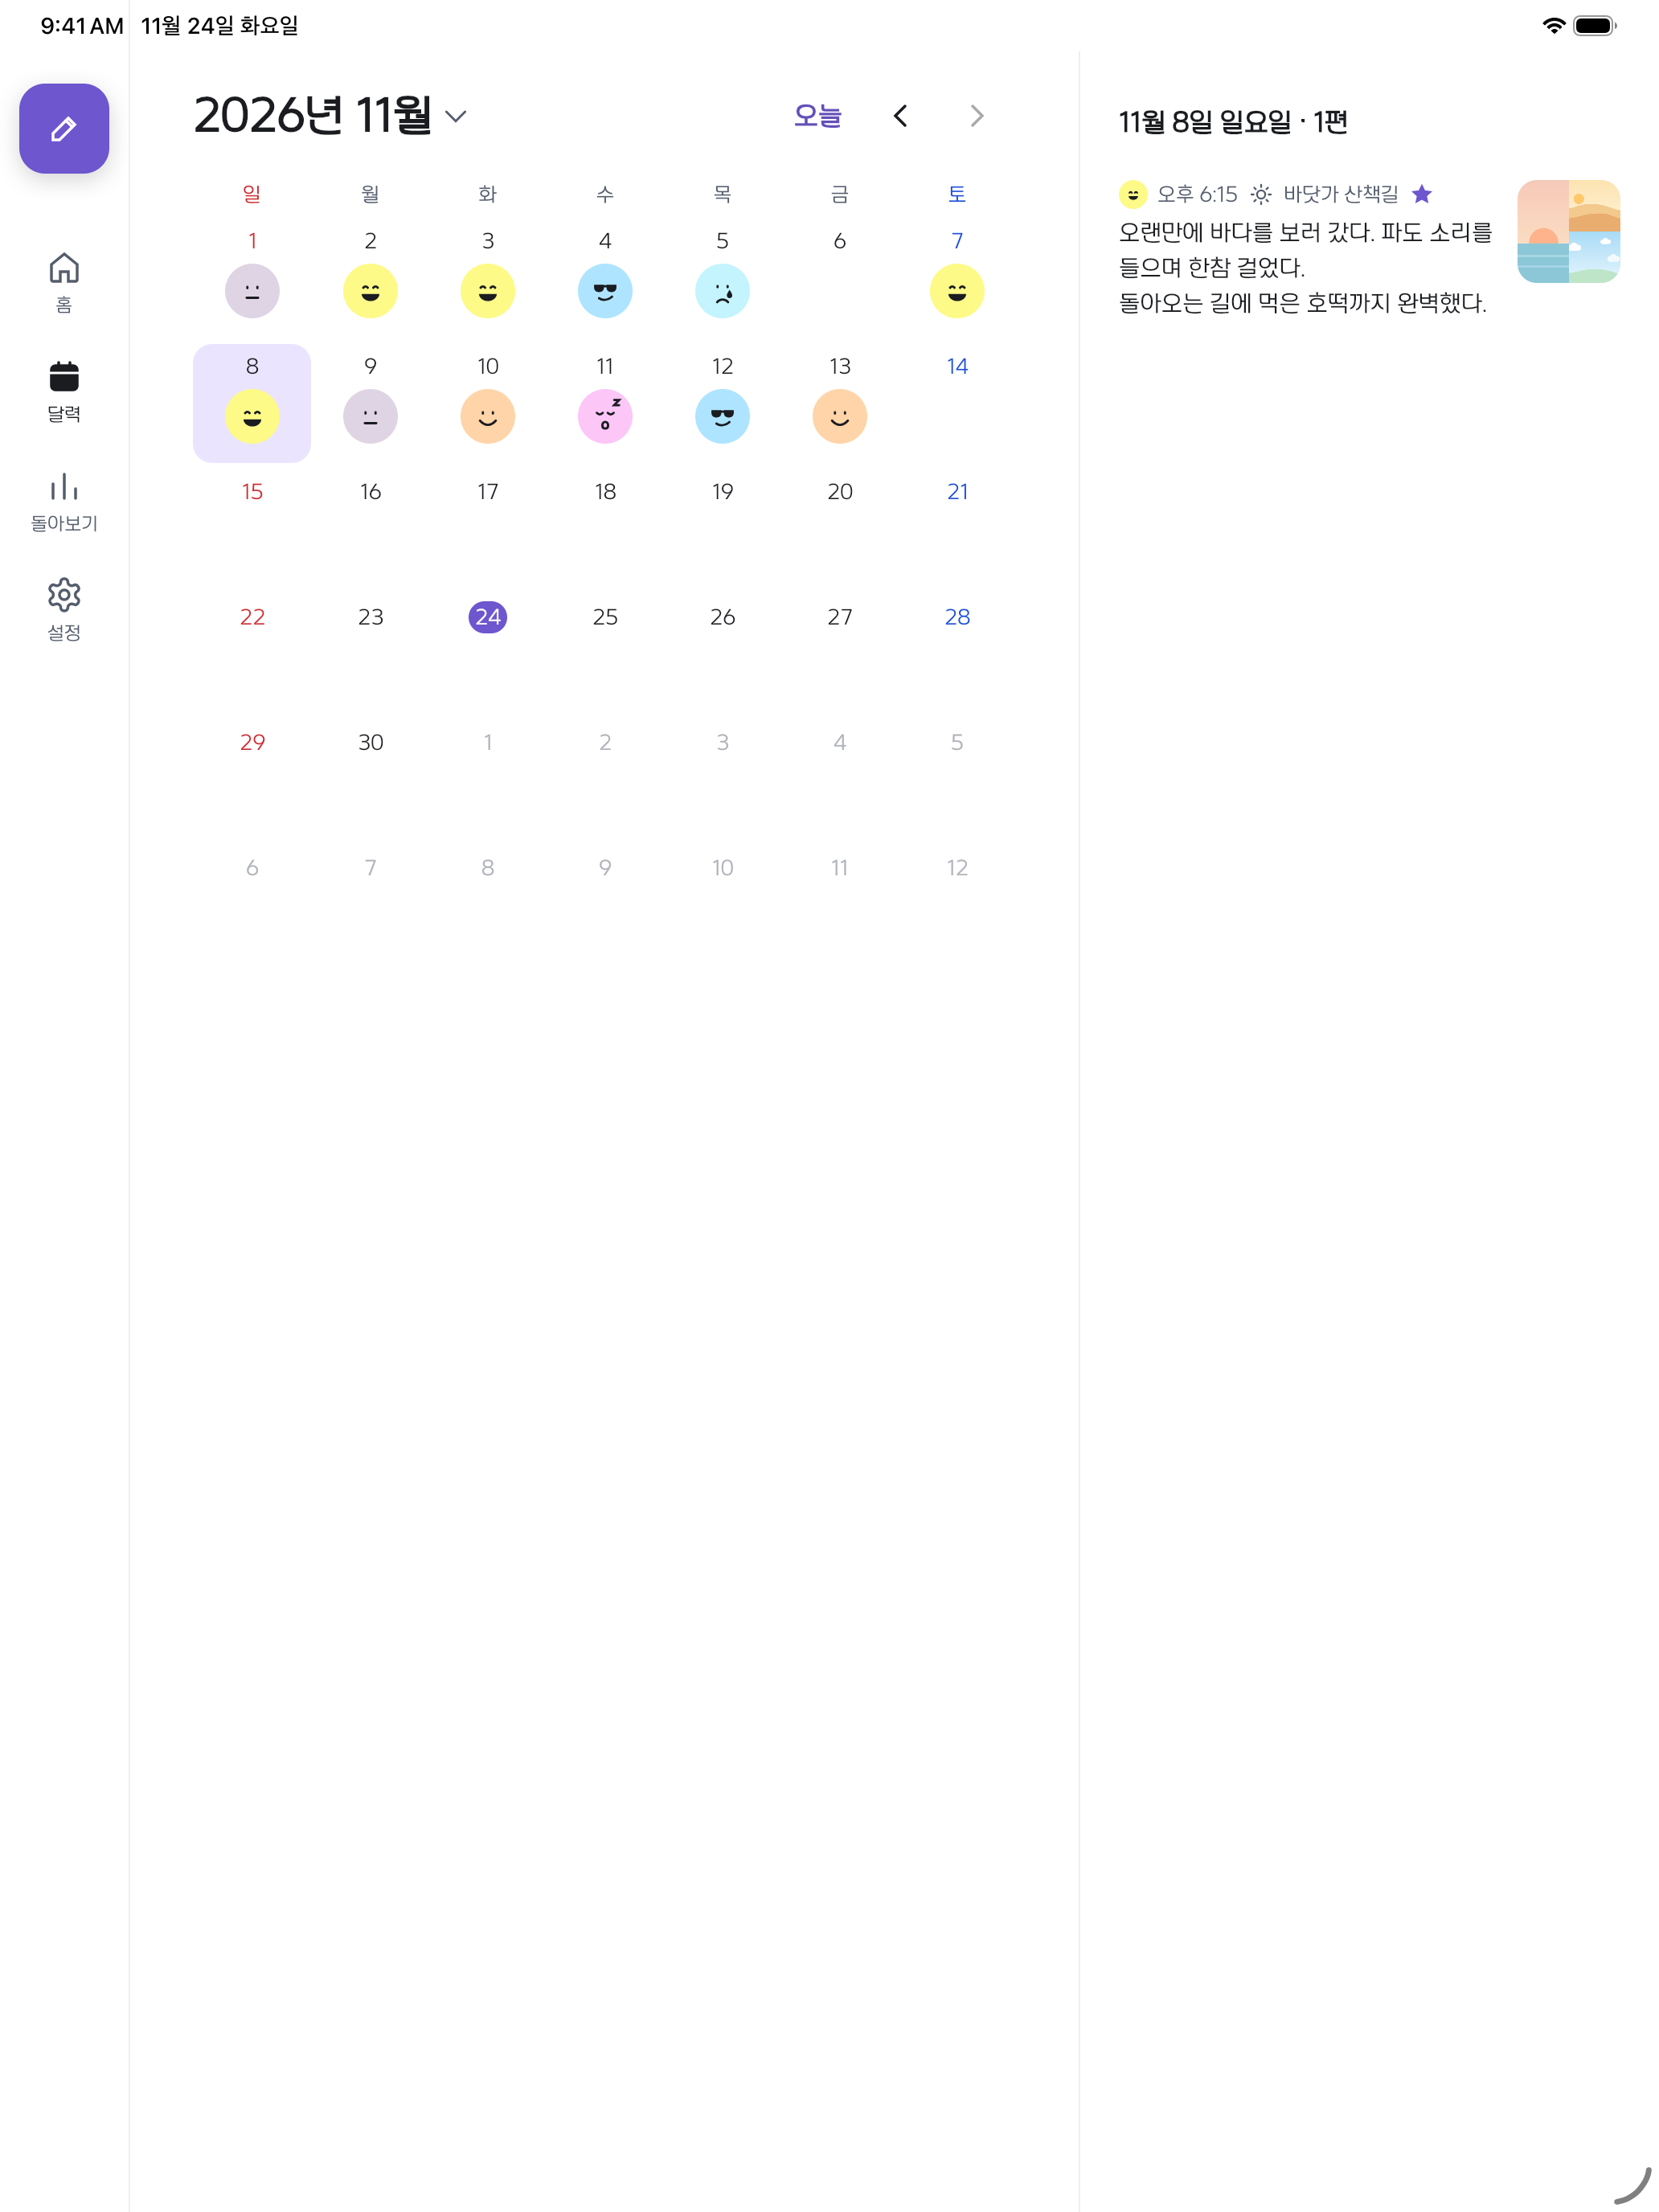 9:41 AM 11월 24일 화요일
홈
달력
돌아보기
설정
2026년 11월
오늘
일 월 화 수 목 금 토
1 2 3 4 5 6 7
8 9 10 11 12 13 14
15 16 17 18 19 20 21
22 23 24 25 26 27 28
29 30 1 2 3 4 5
6 7 8 9 10 11 12
11월 8일 일요일 · 1편
오후 6:15 바닷가 산책길
오랜만에 바다를 보러 갔다. 파도 소리를
들으며 한참 걸었다.
돌아오는 길에 먹은 호떡까지 완벽했다.